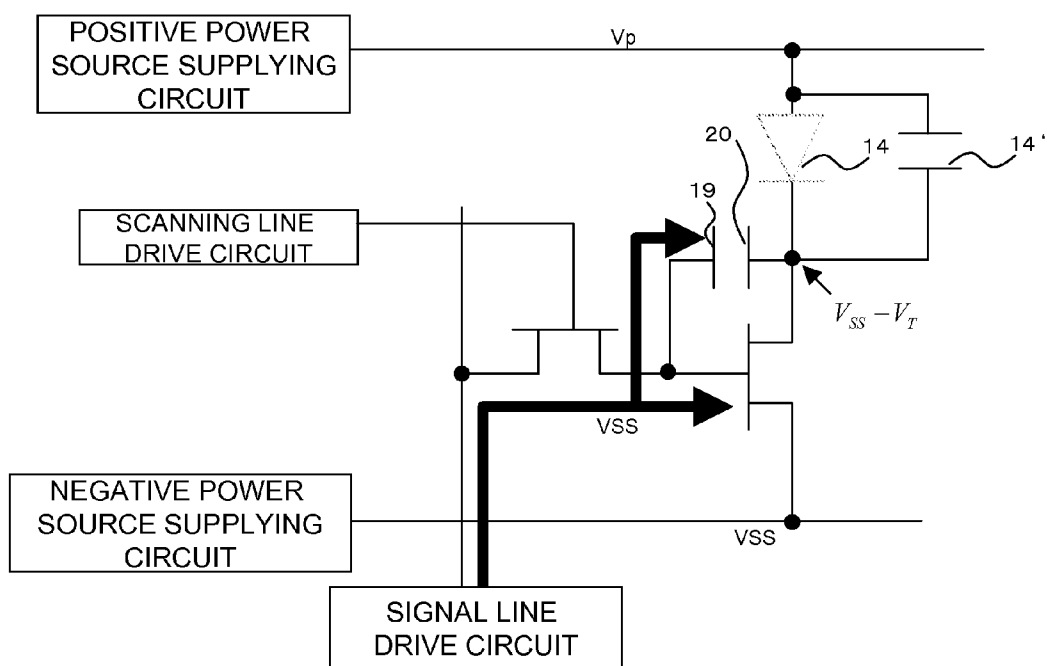 POSITIVE POWER
SOURCE SUPPLYING
CIRCUIT
Vp
20
14
14'
19
SCANNING LINE
DRIVE CIRCUIT
V_SS − V_T
VSS
NEGATIVE POWER
SOURCE SUPPLYING
CIRCUIT
VSS
SIGNAL LINE
DRIVE CIRCUIT